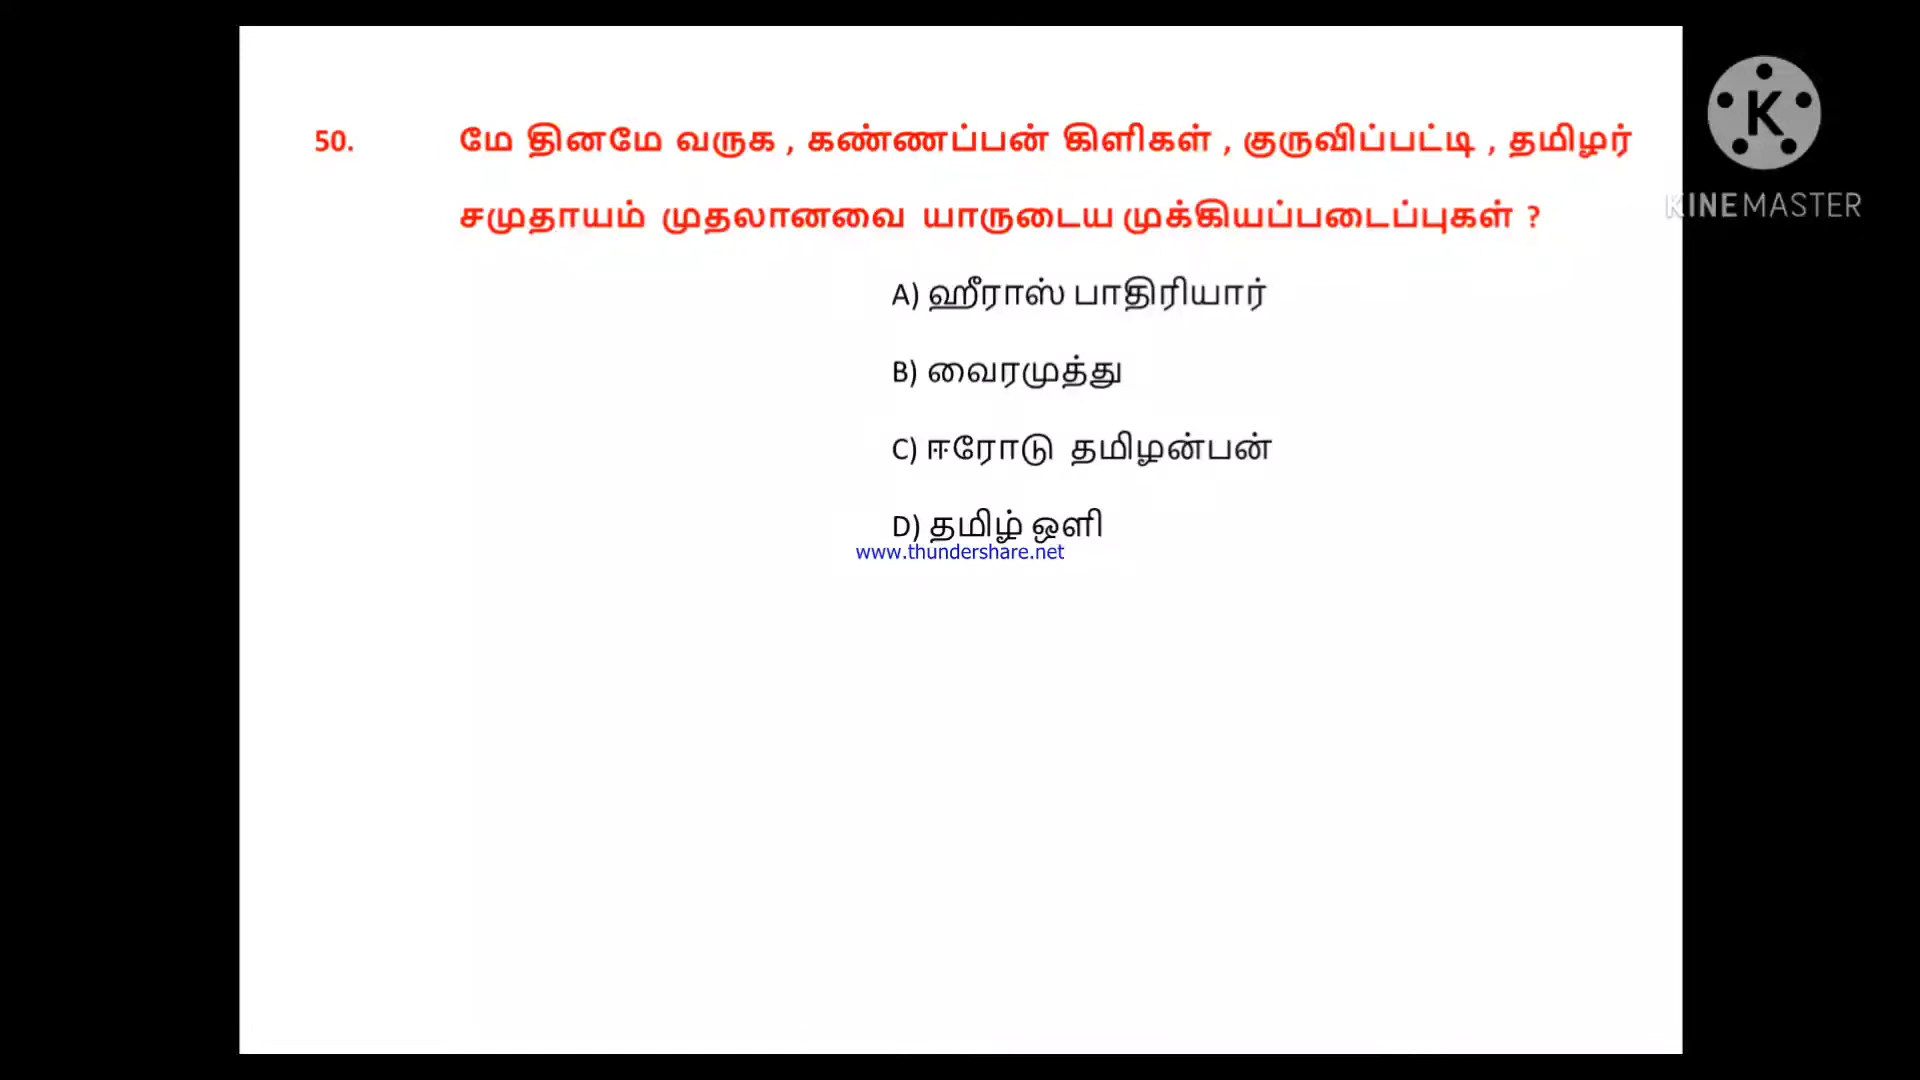 50. மே தினமே வருக , கண்ணப்பன் கிளிகள் , குருவிப்பட்டி , தமிழர்
சமுதாயம் முதலானவை யாருடைய முக்கியப்படைப்புகள் ?
A) ஹீராஸ் பாதிரியார்
B) வைரமுத்து
C) ஈரோடு தமிழன்பன்
D) தமிழ் ஒளி
www.thundershare.net
K
KINEMASTER